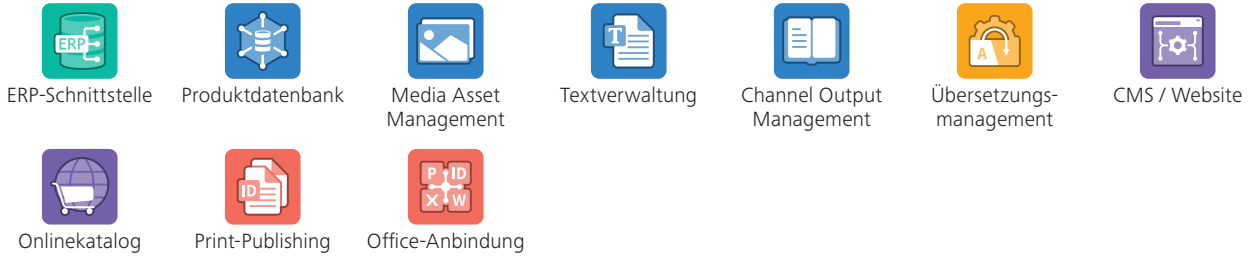 ERP
T
A
ERP-Schnittstelle
Produktdatenbank
Media Asset
Management
Textverwaltung
Channel Output
Management
Übersetzungs-
management
CMS / Website
ID
P ID
X W
Onlinekatalog
Print-Publishing
Office-Anbindung